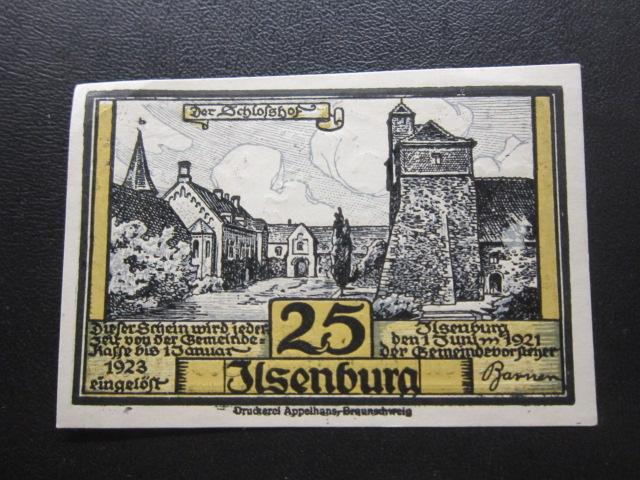 Der Schlosshof
Dieser Schein wird jeder
Zeit von der Gemeinde-
Kasse bis 1 Januar
1923
eingelöst
25
Ilsenburg
den 1 Juni 1921
der Gemeindevorsteher
Ilsenburg
Druckerei Appelhans, Braunschweig